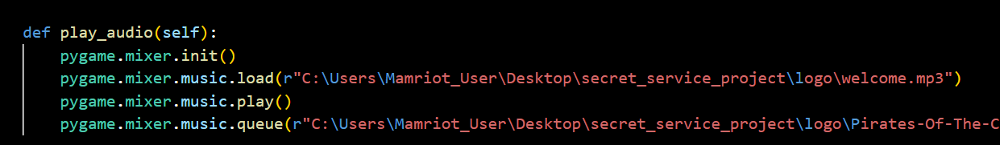 def play_audio(self):
pygame.mixer.init()
pygame.mixer.music.load(r"C:\Users\Mamriot_User\Desktop\secret_service_project\logo\welcome.mp3")
pygame.mixer.music.play()
pygame.mixer.music.queue(r"C:\Users\Mamriot_User\Desktop\secret_service_project\logo\Pirates-Of-The-C